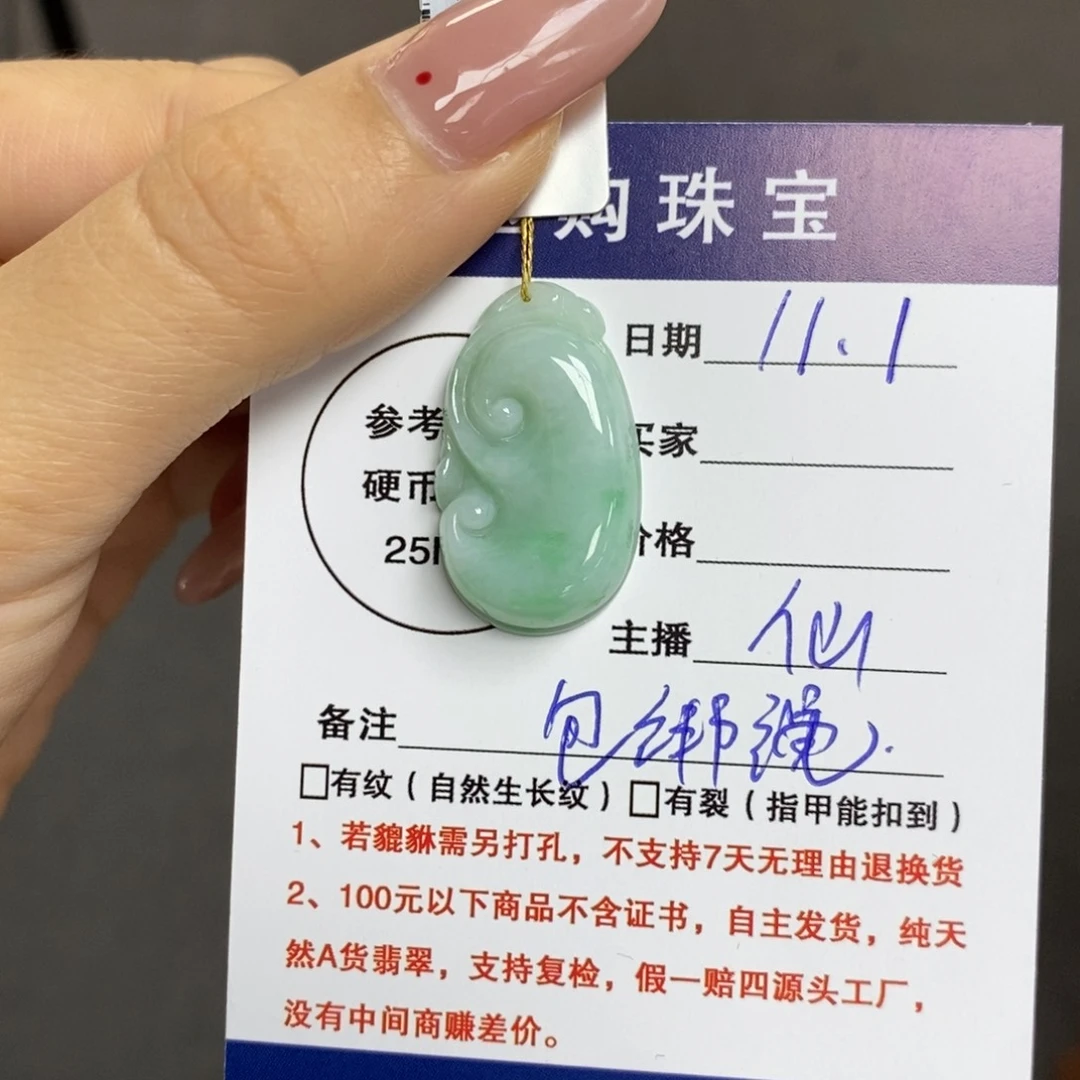 购珠宝
日期 11.1
参考
买家
硬币
价格
25
主播 仙
备注 包绑绳
□有纹（自然生长纹）□有裂（指甲能扣到）
1、若貔貅需另打孔，不支持7天无理由退换货
2、100元以下商品不含证书，自主发货，纯天
然A货翡翠，支持复检，假一赔四源头工厂，
没有中间商赚差价。